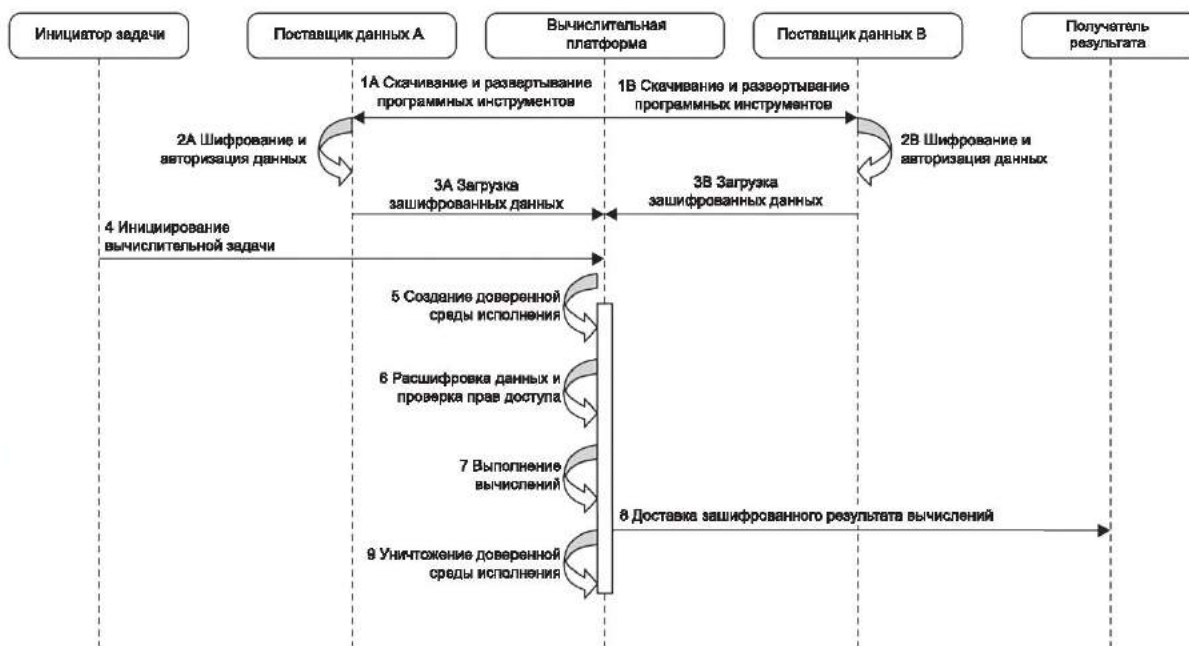 Инициатор задачи
Поставщик данных А
Вычислительная
платформа
Поставщик данных В
Получатель
результата
1А Скачивание и развертывание
программных инструментов
1В Скачивание и развертывание
программных инструментов
2А Шифрование и
авторизация данных
2В Шифрование и
авторизация данных
3А Загрузка
зашифрованных данных
3В Загрузка
зашифрованных данных
4 Инициирование
вычислительной задачи
5 Создание доверенной
среды исполнения
6 Расшифровка данных и
проверка прав доступа
7 Выполнение
вычислений
8 Доставка зашифрованного результата вычислений
9 Уничтожение доверенной
среды исполнения